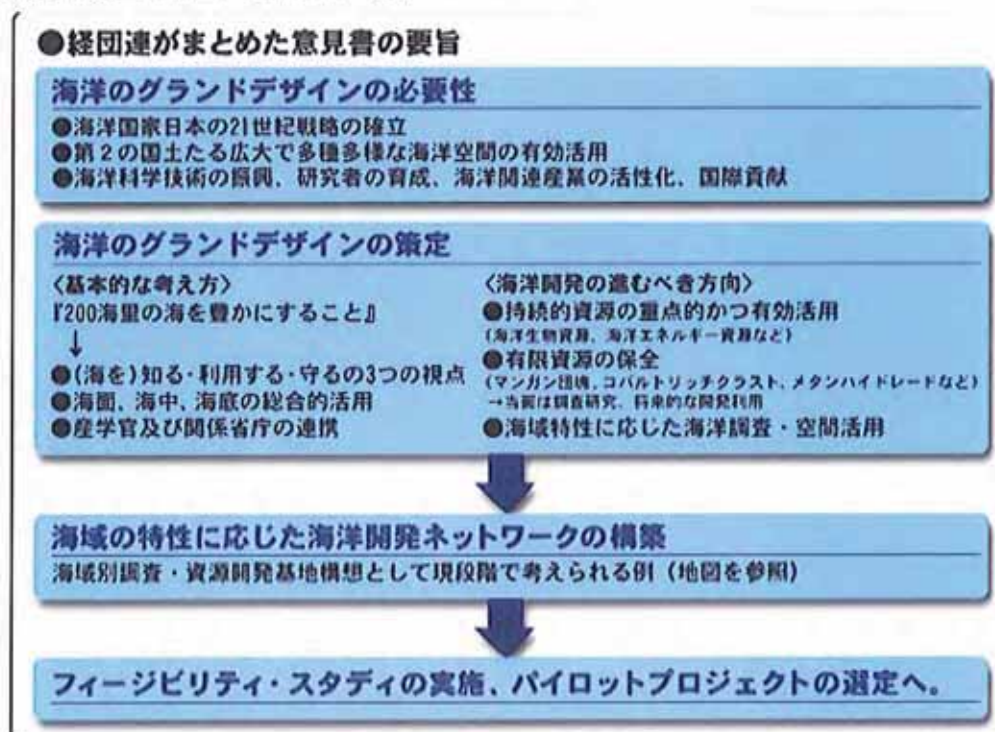 ●経団連がまとめた意見書の要旨
海洋のグランドデザインの必要性
●海洋国家日本の21世紀戦略の確立
●第2の国土たる広大で多種多様な海洋空間の有効活用
●海洋科学技術の振興、研究者の育成、海洋関連産業の活性化、国際貢献
海洋のグランドデザインの策定
〈基本的な考え方〉
『200海里の海を豊かにすること』
↓
●(海を)知る・利用する・守るの3つの視点
●海面、海中、海底の総合的活用
●産学官及び関係省庁の連携
〈海洋開発の進むべき方向〉
●持続的資源の重点的かつ有効活用
(海洋生物資源、海洋エネルギー資源など)
●有限資源の保全
(マンガン団塊、コバルトリッチクラスト、メタンハイドレードなど)
→当面は調査研究、将来的な開発利用
●海域特性に応じた海洋調査・空間活用
海域の特性に応じた海洋開発ネットワークの構築
海域別調査・資源開発基地構想として現段階で考えられる例(地図を参照)
フィージビリティ・スタディの実施、パイロットプロジェクトの選定へ。